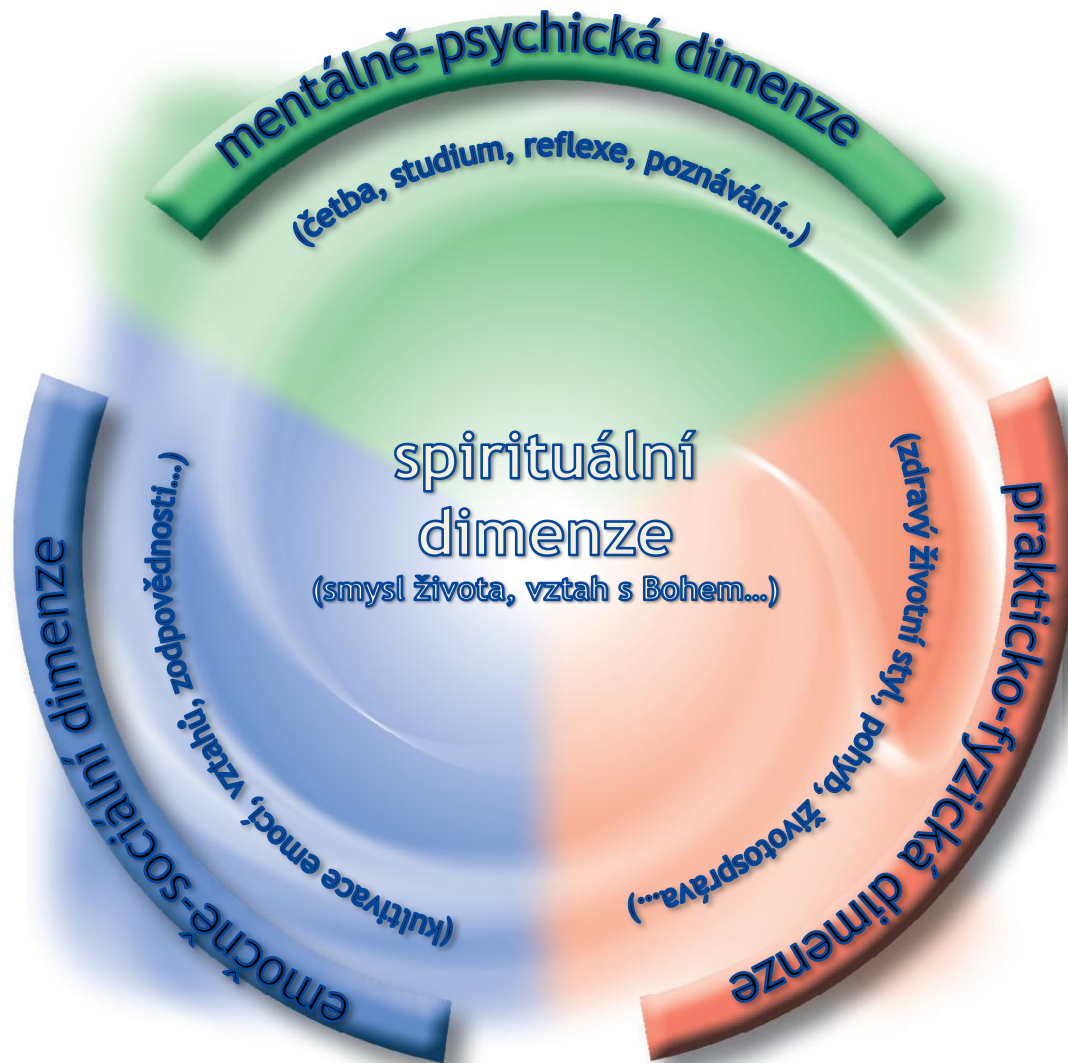 mentálně-psychická dimenze
(četba, studium, reflexe, poznávání...)
spirituální
dimenze
(smysl života, vztah s Bohem...)
prakticko-fyzická dimenze
(zdravý životní styl, pohyb, životospráva...)
emočně-sociální dimenze
(kultivace emocí, vztahů, zodpovědnosti...)